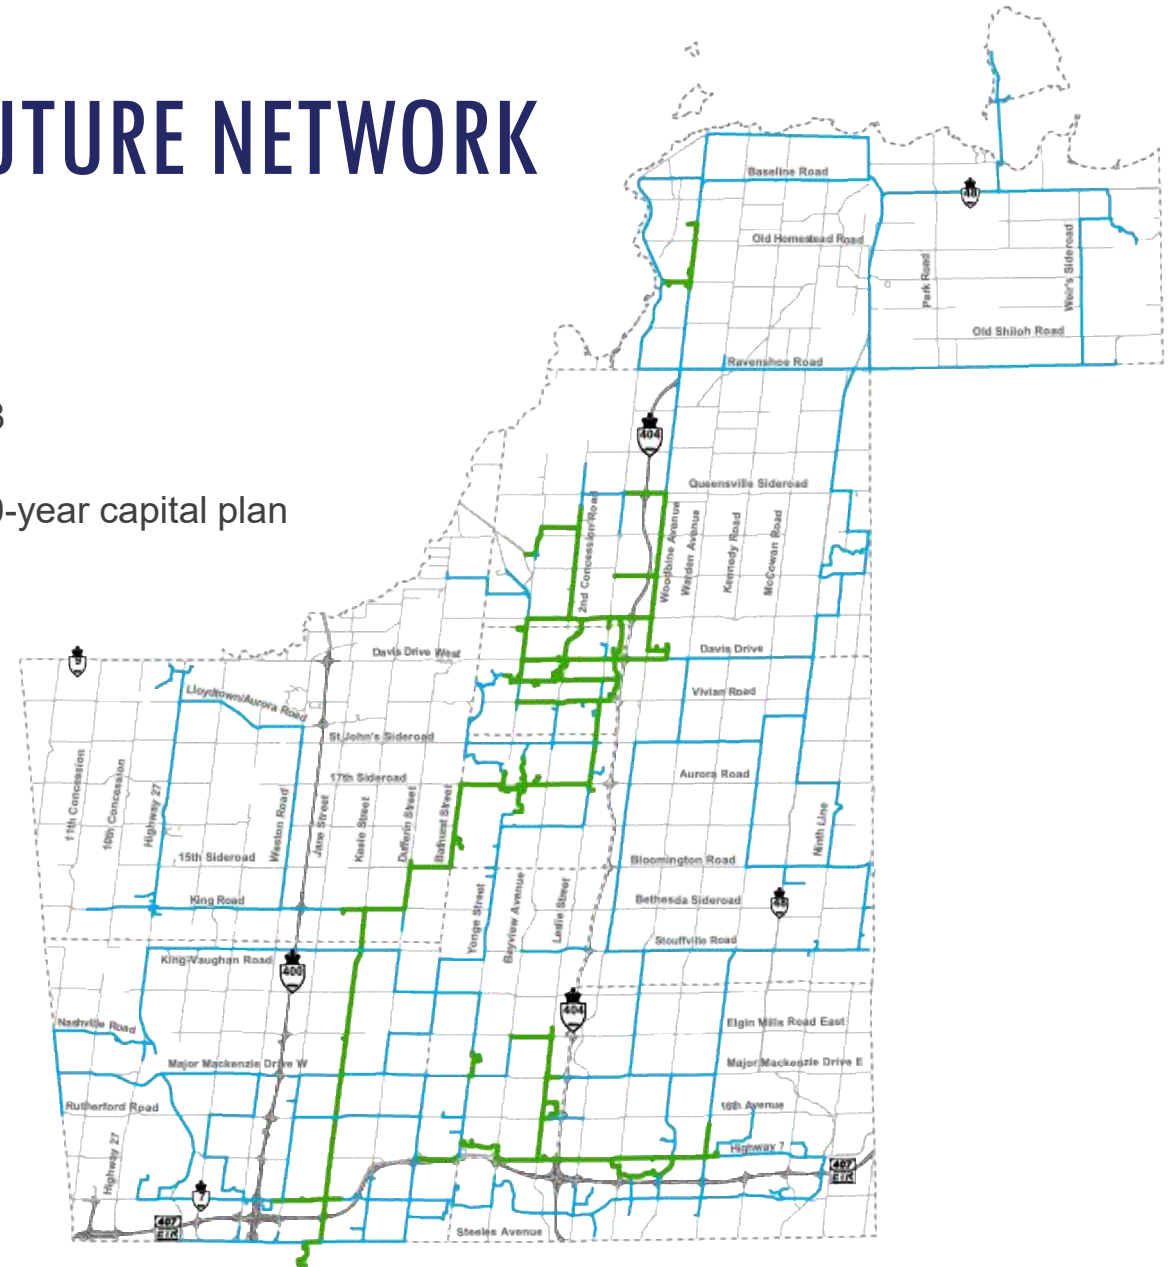 UTURE NETWORK
3
0-year capital plan
Baseline Road
48
Old Homestead Road
Park Road
Weir's Sideroad
Old Shiloh Road
Ravenshoe Road
404
Queensville Sideroad
2nd Concession Road
Woodbine Avenue
Warden Avenue
Kennedy Road
McCowan Road
9
Davis Drive West
Davis Drive
Lloydtown/Aurora Road
Vivian Road
St John's Sideroad
17th Sideroad
Aurora Road
11th Concession
10th Concession
Highway 27
Weston Road
Jane Street
Keele Street
Dufferin Street
Bathurst Street
Ninth Line
15th Sideroad
Bloomington Road
King Road
Yonge Street
Bayview Avenue
Leslie Street
Bethesda Sideroad
48
Stouffville Road
King-Vaughan Road
400
404
Nashville Road
Elgin Mills Road East
Major Mackenzie Drive W
Major Mackenzie Drive E
Rutherford Road
16th Avenue
Highway 27
Highway 7
407
ETR
7
407
ETR
Steeles Avenue